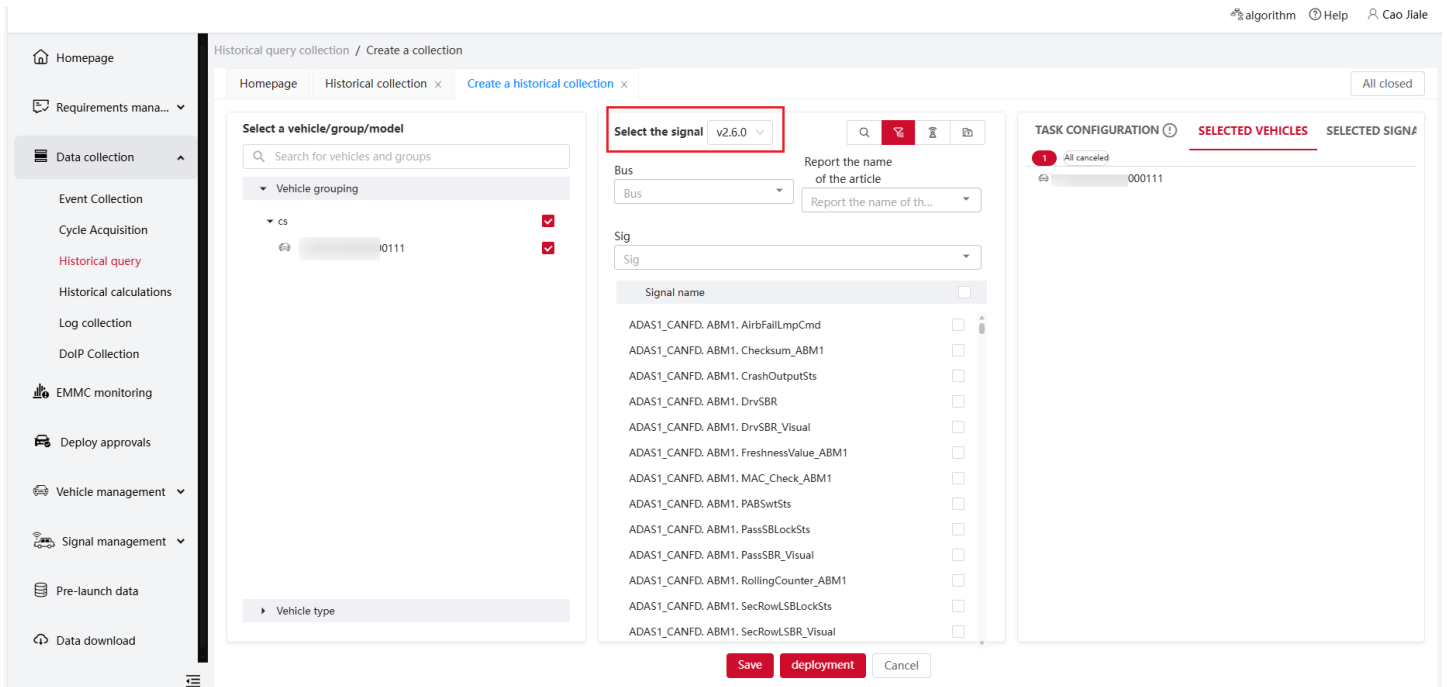 algorithm Help Cao Jiale
Homepage
Requirements mana...
Data collection
Event Collection
Cycle Acquisition
Historical query
Historical calculations
Log collection
DoIP Collection
EMMC monitoring
Deploy approvals
Vehicle management
Signal management
Pre-launch data
Data download
Historical query collection / Create a collection
Homepage Historical collection × Create a historical collection × All closed
Select a vehicle/group/model
Search for vehicles and groups
Vehicle grouping
cs
0111
Vehicle type
Select the signal v2.6.0
Bus
Bus
Report the name
of the article
Report the name of th...
Sig
Sig
Signal name
ADAS1_CANFD. ABM1. AirbFailLmpCmd
ADAS1_CANFD. ABM1. Checksum_ABM1
ADAS1_CANFD. ABM1. CrashOutputSts
ADAS1_CANFD. ABM1. DrvSBR
ADAS1_CANFD. ABM1. DrvSBR_Visual
ADAS1_CANFD. ABM1. FreshnessValue_ABM1
ADAS1_CANFD. ABM1. MAC_Check_ABM1
ADAS1_CANFD. ABM1. PABSwtSts
ADAS1_CANFD. ABM1. PassSBLockSts
ADAS1_CANFD. ABM1. PassSBR_Visual
ADAS1_CANFD. ABM1. RollingCounter_ABM1
ADAS1_CANFD. ABM1. SecRowLSBLockSts
ADAS1_CANFD. ABM1. SecRowLSBR_Visual
TASK CONFIGURATION SELECTED VEHICLES SELECTED SIGNA
1 All canceled
000111
Save deployment Cancel